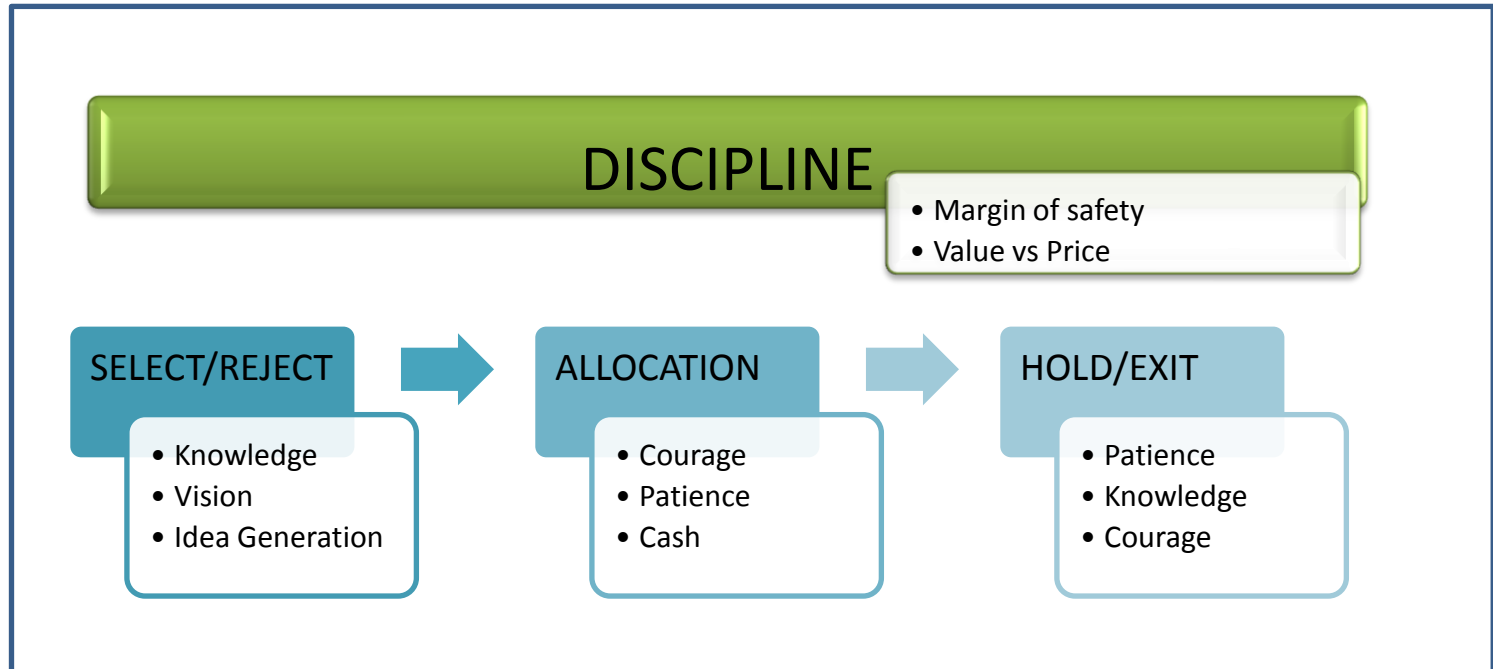 DISCIPLINE
• Margin of safety
• Value vs Price
SELECT/REJECT
• Knowledge
• Vision
• Idea Generation
ALLOCATION
• Courage
• Patience
• Cash
HOLD/EXIT
• Patience
• Knowledge
• Courage